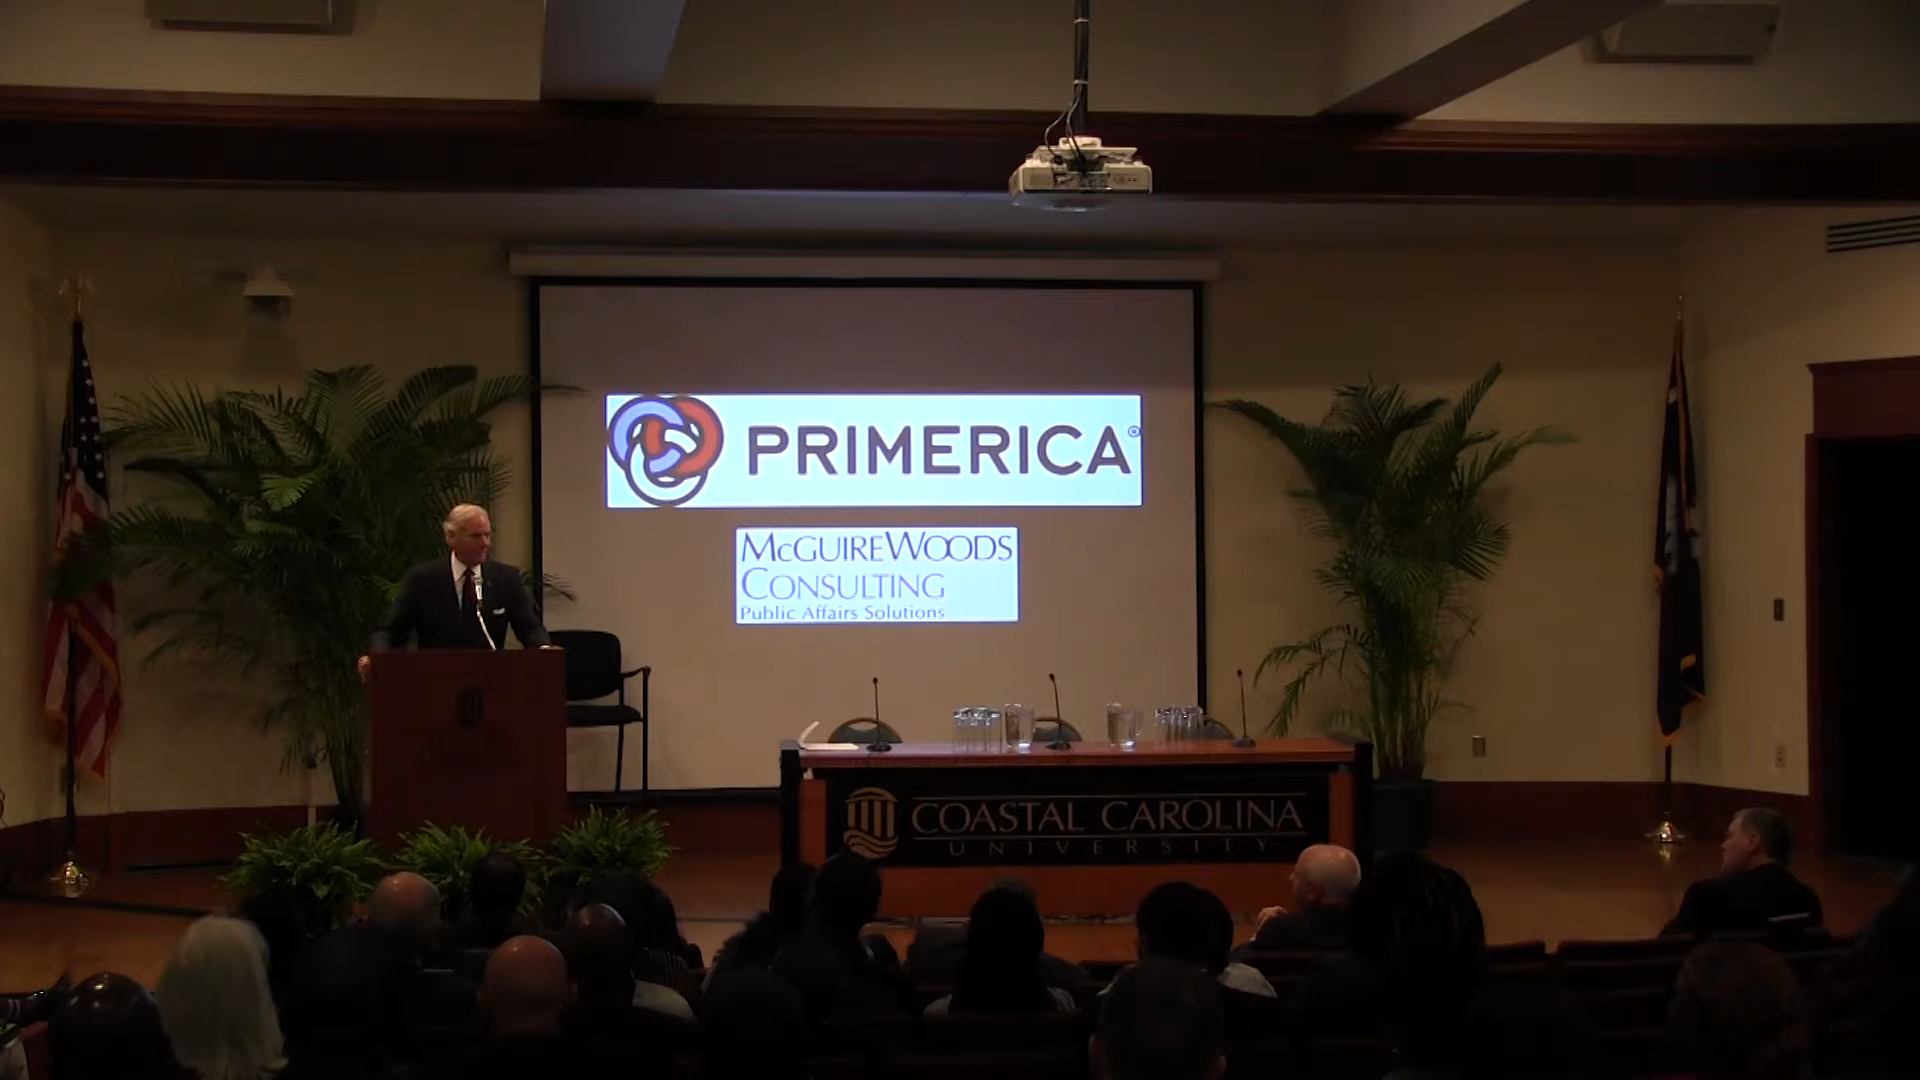 PRIMERICA®
McGUIREWOODS
CONSULTING
Public Affairs Solutions
COASTAL CAROLINA
UNIVERSITY